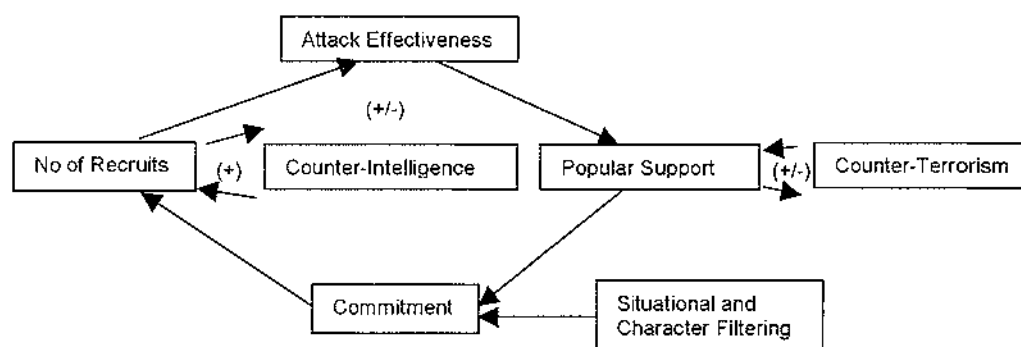 Attack Effectiveness
(+/-)
No of Recruits
(+)
Counter-Intelligence
Popular Support
(+/-)
Counter-Terrorism
Commitment
Situational and
Character Filtering